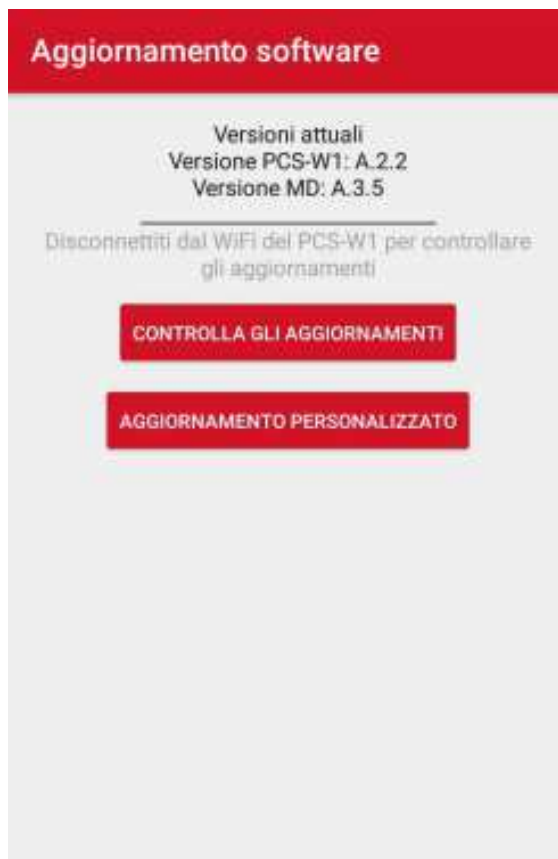 Aggiornamento software
Versioni attuali
Versione PCS-W1: A.2.2
Versione MD: A.3.5
Disconnettiti dal WiFi del PCS-W1 per controllare
gli aggiornamenti
CONTROLLA GLI AGGIORNAMENTI
AGGIORNAMENTO PERSONALIZZATO